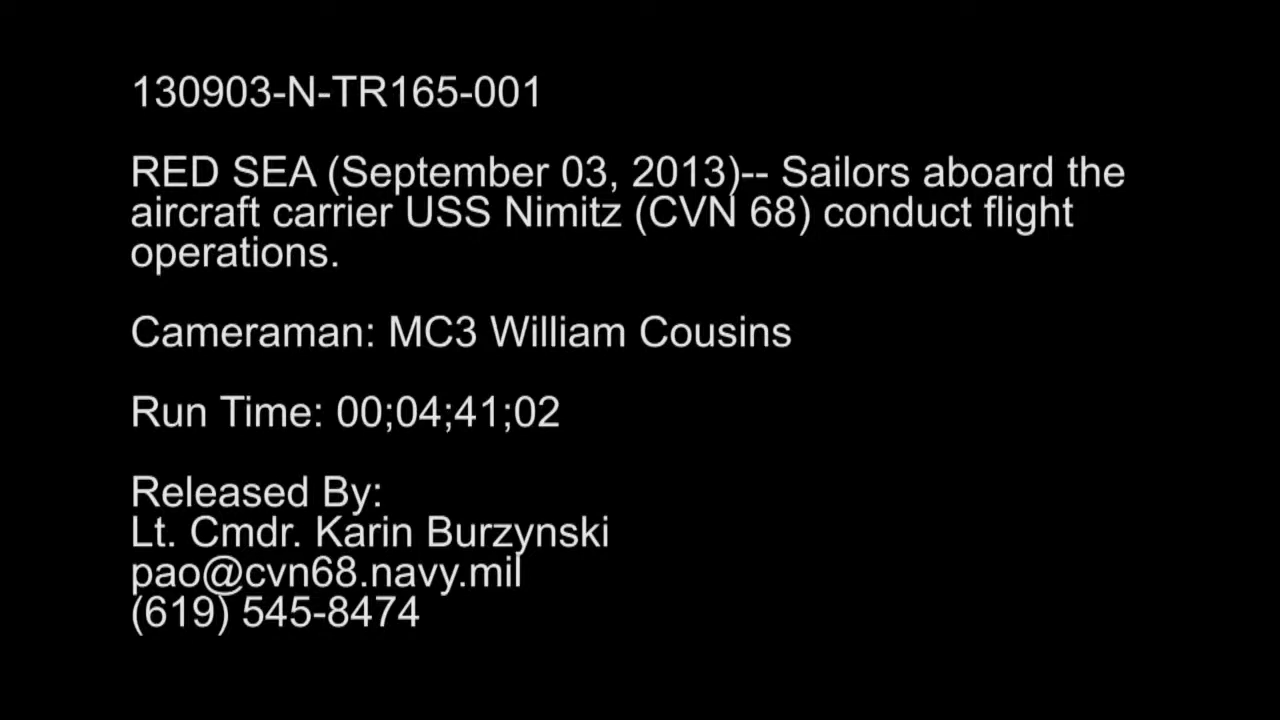 130903-N-TR165-001
RED SEA (September 03, 2013)-- Sailors aboard the
aircraft carrier USS Nimitz (CVN 68) conduct flight
operations.
Cameraman: MC3 William Cousins
Run Time: 00;04;41;02
Released By:
Lt. Cmdr. Karin Burzynski
pao@cvn68.navy.mil
(619) 545-8474